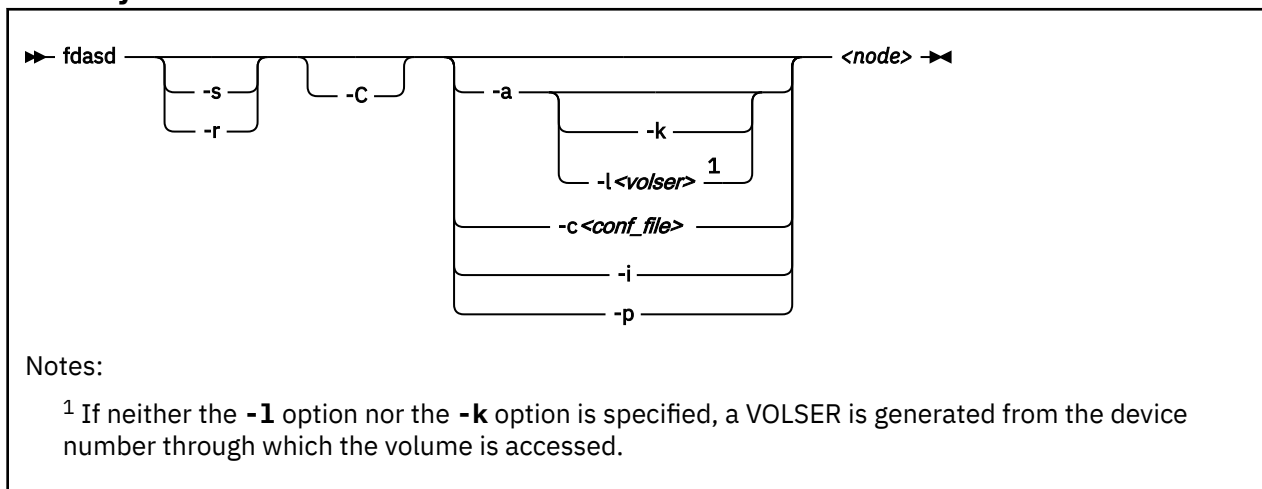 fdasd <node>
-s
-r
-C
-a
-k
-l<volser> 1
-c<conf_file>
-i
-p
Notes:
1 If neither the -l option nor the -k option is specified, a VOLSER is generated from the device
number through which the volume is accessed.